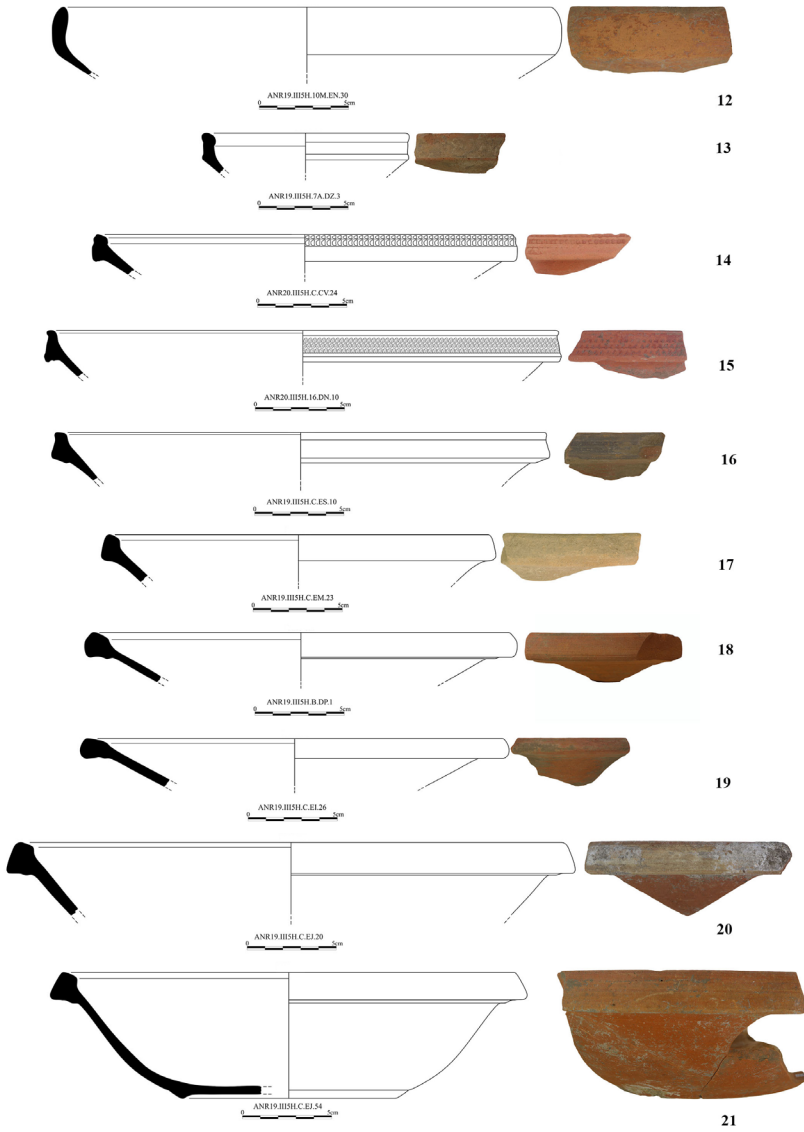 ANR19.III5H.10M.EN.30
0 5cm
12
ANR19.III5H.7A.DZ.3
0 5cm
13
ANR20.III5H.C.CV.24
0 5cm
14
ANR20.III5H.16.DN.10
0 5cm
15
ANR19.III5H.C.ES.10
0 5cm
16
ANR19.III5H.C.EM.23
0 5cm
17
ANR19.III5H.B.DP.1
0 5cm
18
ANR19.III5H.C.EI.26
0 5cm
19
ANR19.III5H.C.EJ.20
0 5cm
20
ANR19.III5H.C.EJ.54
0 5cm
21